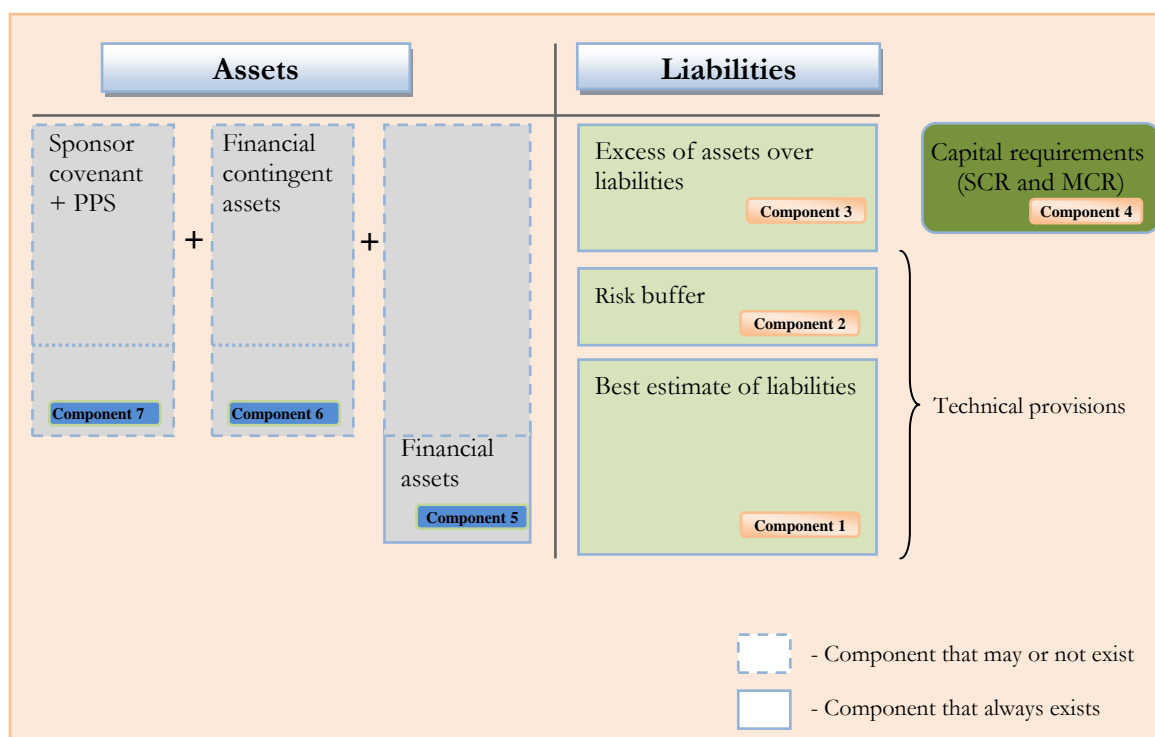 Assets
Liabilities
Sponsor
covenant
+ PPS
Component 7
+
Financial
contingent
assets
Component 6
+
Financial
assets
Component 5
Excess of assets over
liabilities
Component 3
Risk buffer
Component 2
Best estimate of liabilities
Component 1
Capital requirements
(SCR and MCR)
Component 4
Technical provisions
- Component that may or not exist
- Component that always exists